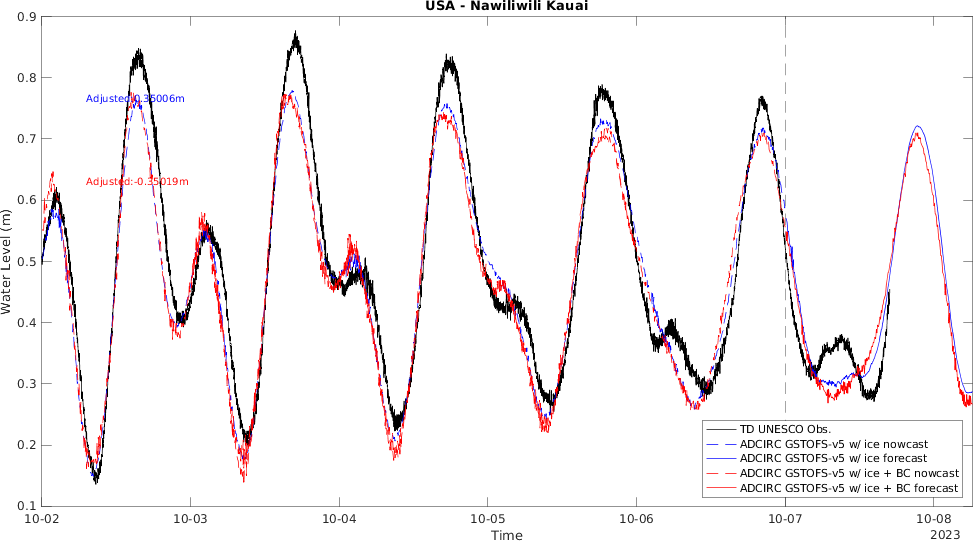 USA - Nawiliwili Kauai
0.9
0.8
0.7
0.6
0.5
0.4
0.3
0.2
0.1
Water Level (m)
Adjusted:-0.35006m
Adjusted:-0.35019m
TD UNESCO Obs.
ADCIRC GSTOFS-v5 w/ ice nowcast
ADCIRC GSTOFS-v5 w/ ice forecast
ADCIRC GSTOFS-v5 w/ ice + BC nowcast
ADCIRC GSTOFS-v5 w/ ice + BC forecast
10-02 10-03 10-04 10-05 10-06 10-07 10-08
Time
2023